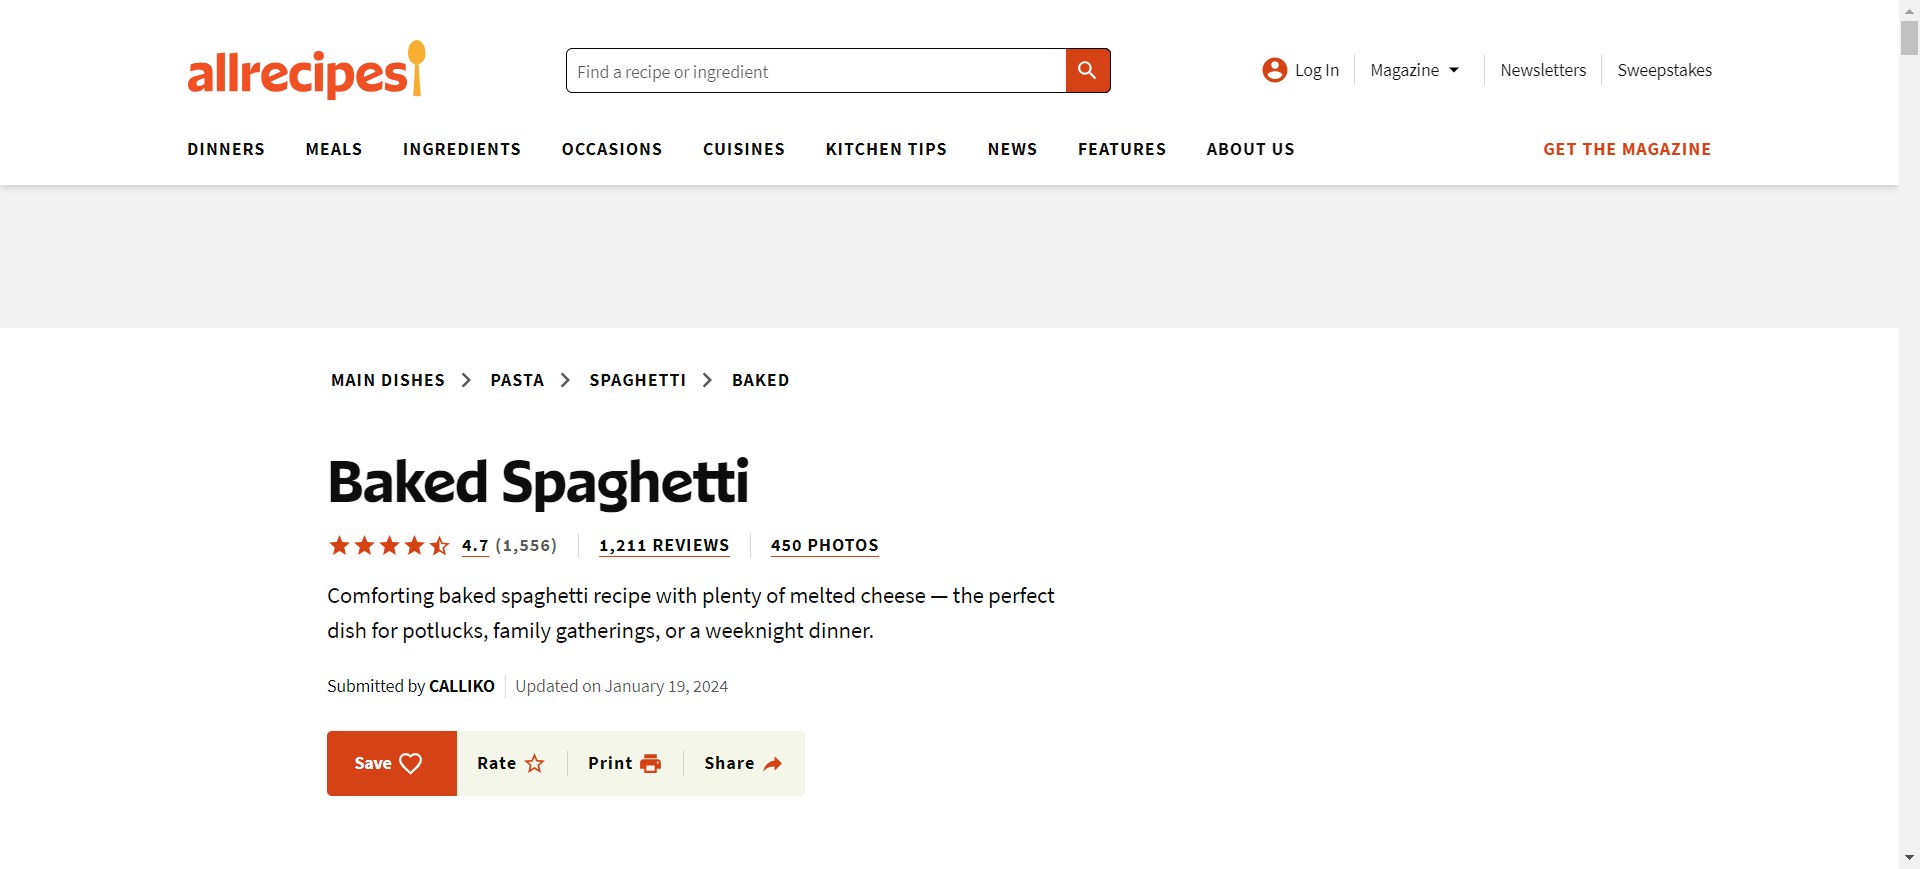 allrecipes
Find a recipe or ingredient
Log In
Magazine
Newsletters
Sweepstakes
DINNERS
MEALS
INGREDIENTS
OCCASIONS
CUISINES
KITCHEN TIPS
NEWS
FEATURES
ABOUT US
GET THE MAGAZINE
MAIN DISHES
PASTA
SPAGHETTI
BAKED
Baked Spaghetti
4.7 (1,556)
1,211 REVIEWS
450 PHOTOS
Comforting baked spaghetti recipe with plenty of melted cheese — the perfect
dish for potlucks, family gatherings, or a weeknight dinner.
Submitted by CALLIKO
Updated on January 19, 2024
Save
Rate
Print
Share